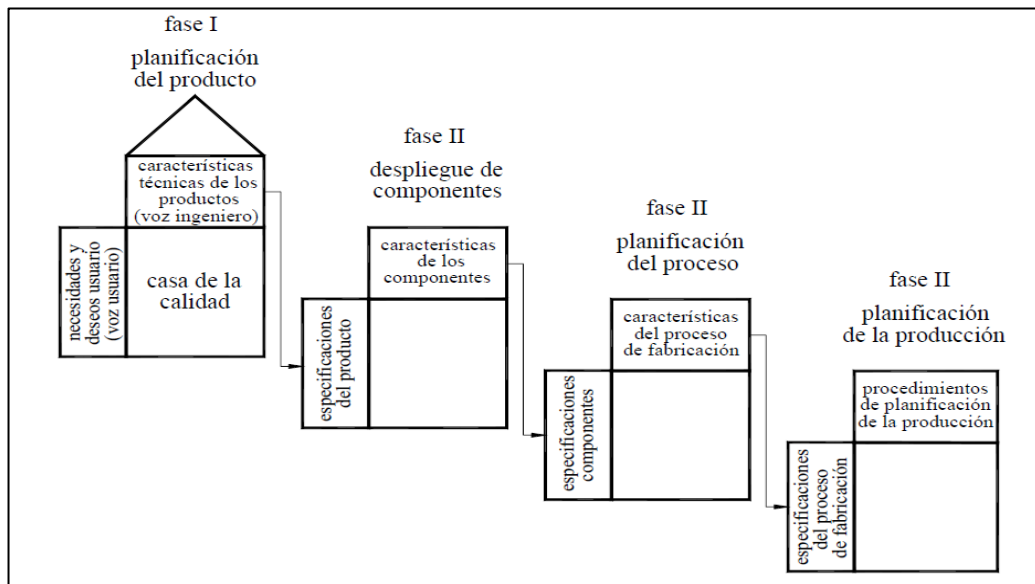 fase I
planificación
del producto
características
técnicas de los
productos
(voz ingeniero)
necesidades y
deseos usuario
(voz usuario)
casa de la
calidad
fase II
despliegue de
componentes
características
de los
componentes
especificaciones
del producto
fase II
planificación
del proceso
características
del proceso
de fabricación
especificaciones
componentes
fase II
planificación
de la producción
procedimientos
de planificación
de la producción
especificaciones
del proceso
de fabricación